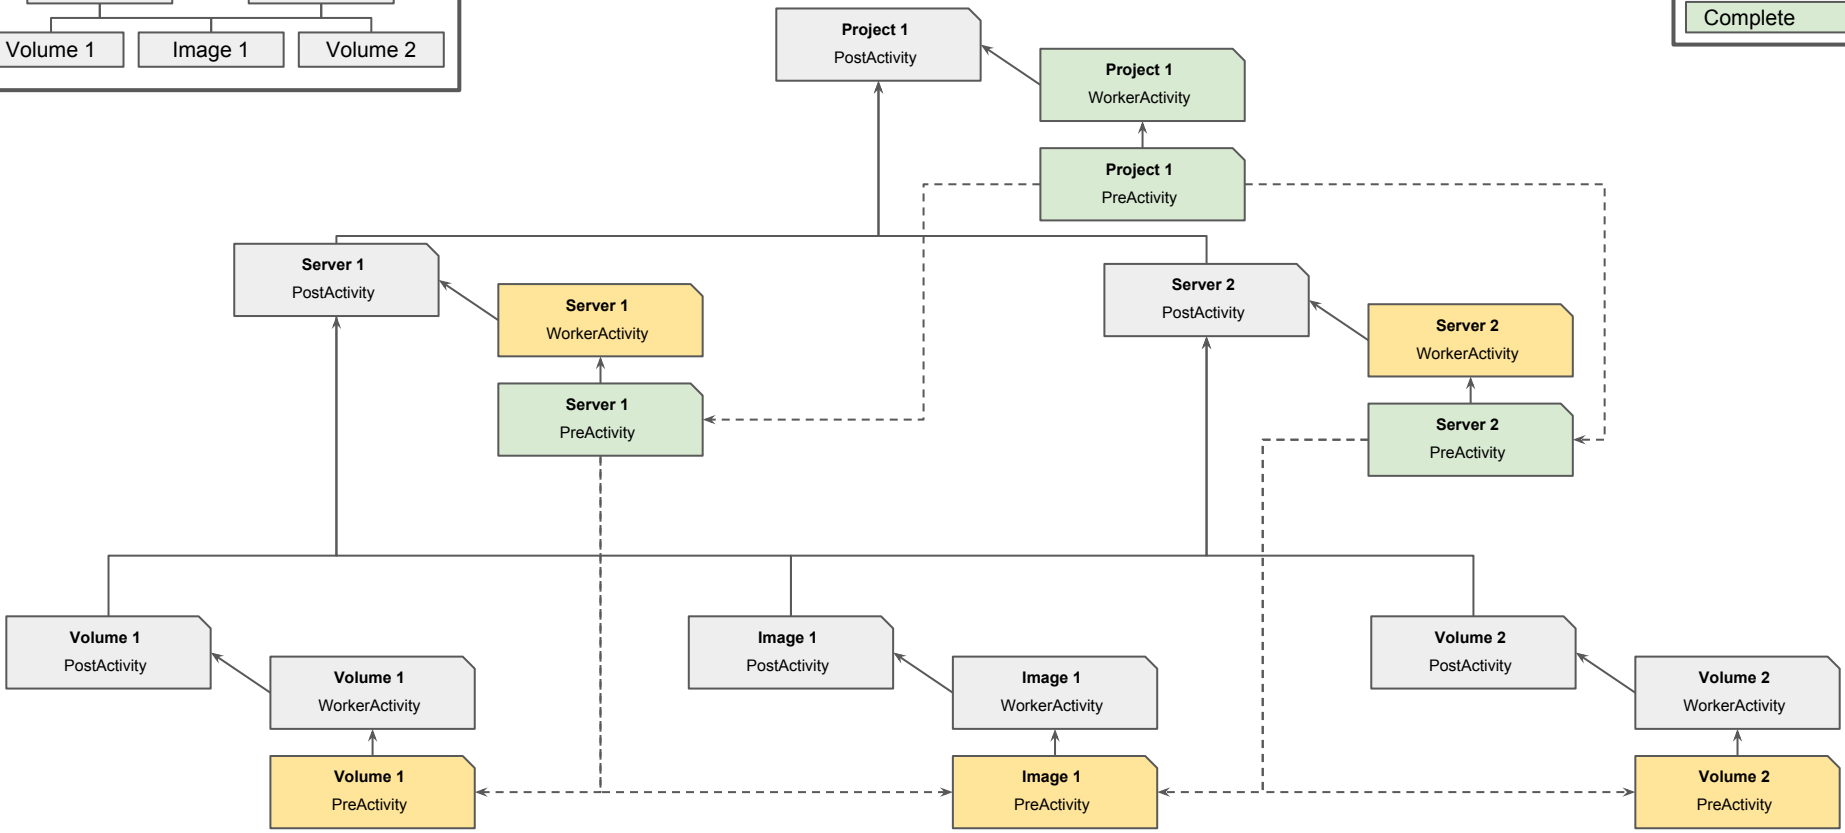 Volume 1
Image 1
Volume 2
Complete
Project 1
PostActivity
Project 1
WorkerActivity
Project 1
PreActivity
Server 1
PostActivity
Server 1
WorkerActivity
Server 1
PreActivity
Server 2
PostActivity
Server 2
WorkerActivity
Server 2
PreActivity
Volume 1
PostActivity
Volume 1
WorkerActivity
Volume 1
PreActivity
Image 1
PostActivity
Image 1
WorkerActivity
Image 1
PreActivity
Volume 2
PostActivity
Volume 2
WorkerActivity
Volume 2
PreActivity